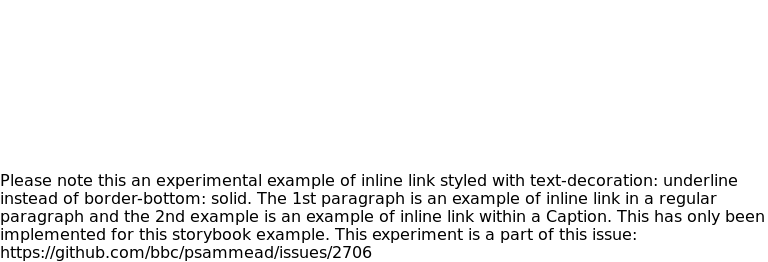 Please note this an experimental example of inline link styled with text-decoration: underline
instead of border-bottom: solid. The 1st paragraph is an example of inline link in a regular
paragraph and the 2nd example is an example of inline link within a Caption. This has only been
implemented for this storybook example. This experiment is a part of this issue:
https://github.com/bbc/psammead/issues/2706